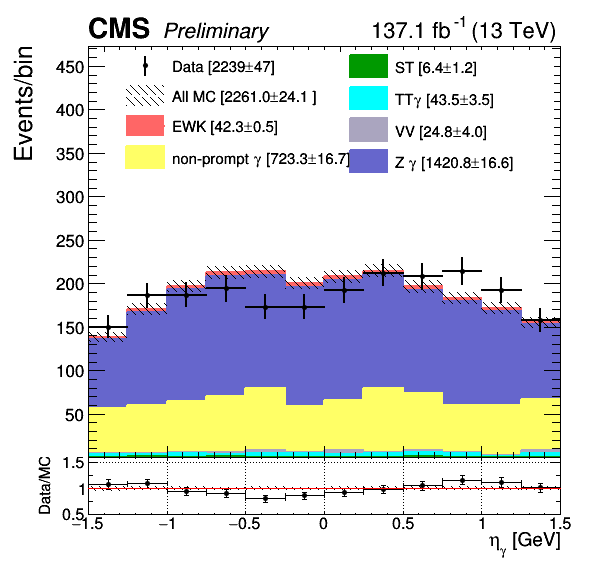 CMS Preliminary 137.1 fb⁻¹ (13 TeV)
Events/bin
450
400
350
300
250
200
150
100
50
Data [2239±47]
All MC [2261.0±24.1 ]
EWK [42.3±0.5]
non-prompt γ [723.3±16.7]
ST [6.4±1.2]
TTγ [43.5±3.5]
VV [24.8±4.0]
Z γ [1420.8±16.6]
Data/MC
1.5
1
0.5
−1.5 −1 −0.5 0 0.5 1 1.5
ηγ [GeV]